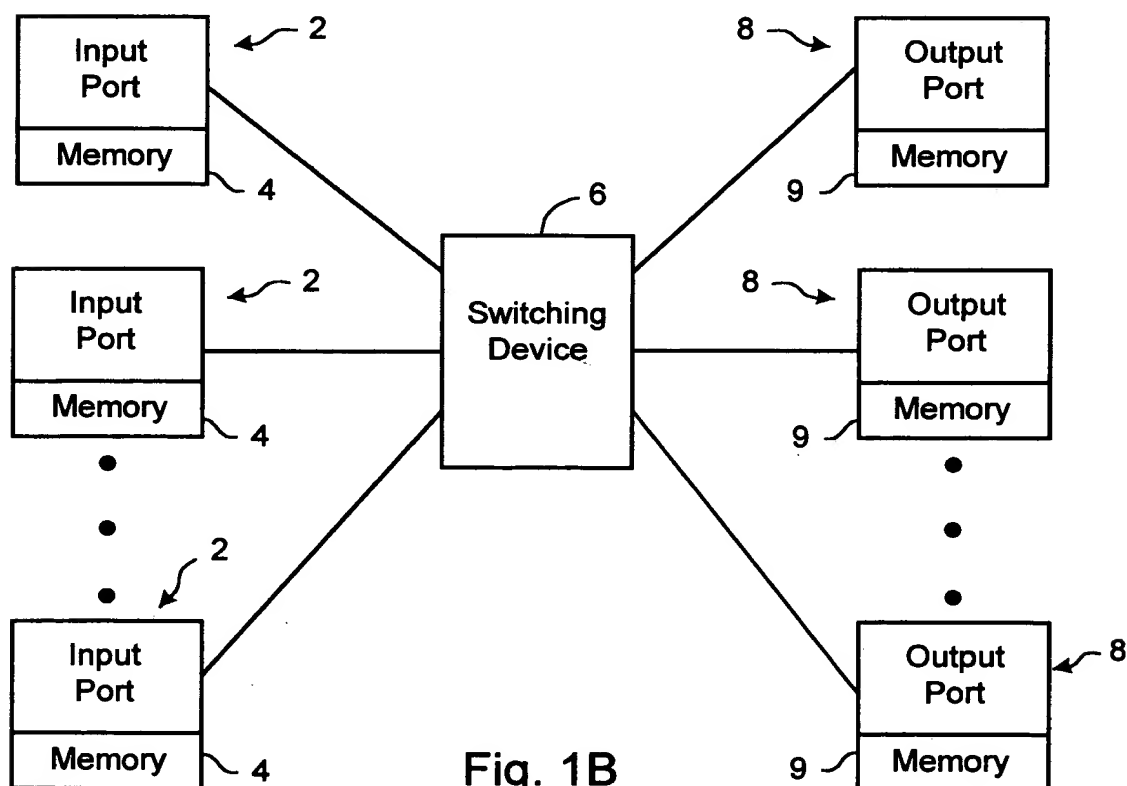 Input
Port
Memory
2
4
8
Output
Port
Memory
9
6
Switching
Device
Input
Port
Memory
2
4
8
Output
Port
Memory
9
2
Input
Port
Memory
4
8
Output
Port
Memory
9
Fig. 1B